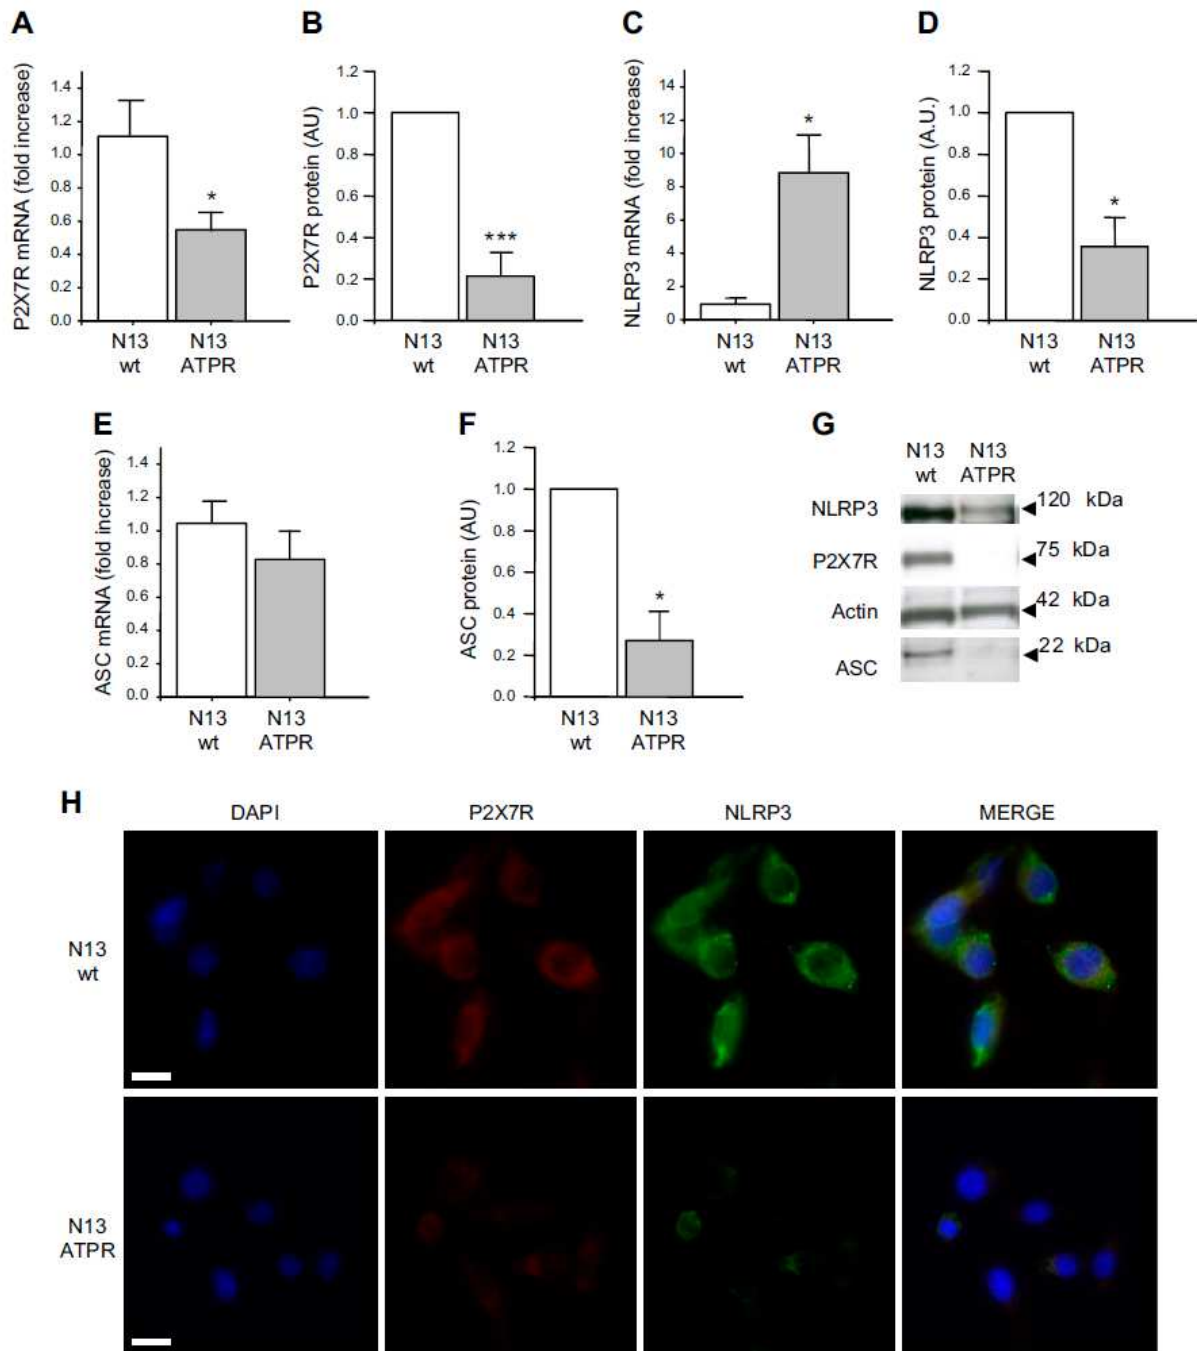 A
P2X7R mRNA (fold increase)
1.4
1.2
1.0
0.8
0.6
0.4
0.2
0.0
*
N13 wt
N13 ATPR
B
P2X7R protein (AU)
1.2
1.0
0.8
0.6
0.4
0.2
0.0
***
N13 wt
N13 ATPR
C
NLRP3 mRNA (fold increase)
14
12
10
8
6
4
2
0
*
N13 wt
N13 ATPR
D
NLRP3 protein (A.U.)
1.2
1.0
0.8
0.6
0.4
0.2
0.0
*
N13 wt
N13 ATPR
E
ASC mRNA (fold increase)
1.4
1.2
1.0
0.8
0.6
0.4
0.2
0.0
N13 wt
N13 ATPR
F
ASC protein (AU)
1.2
1.0
0.8
0.6
0.4
0.2
0.0
*
N13 wt
N13 ATPR
G
N13 wt
N13 ATPR
NLRP3
120 kDa
P2X7R
75 kDa
Actin
42 kDa
ASC
22 kDa
H
DAPI
P2X7R
NLRP3
MERGE
N13 wt
N13 ATPR